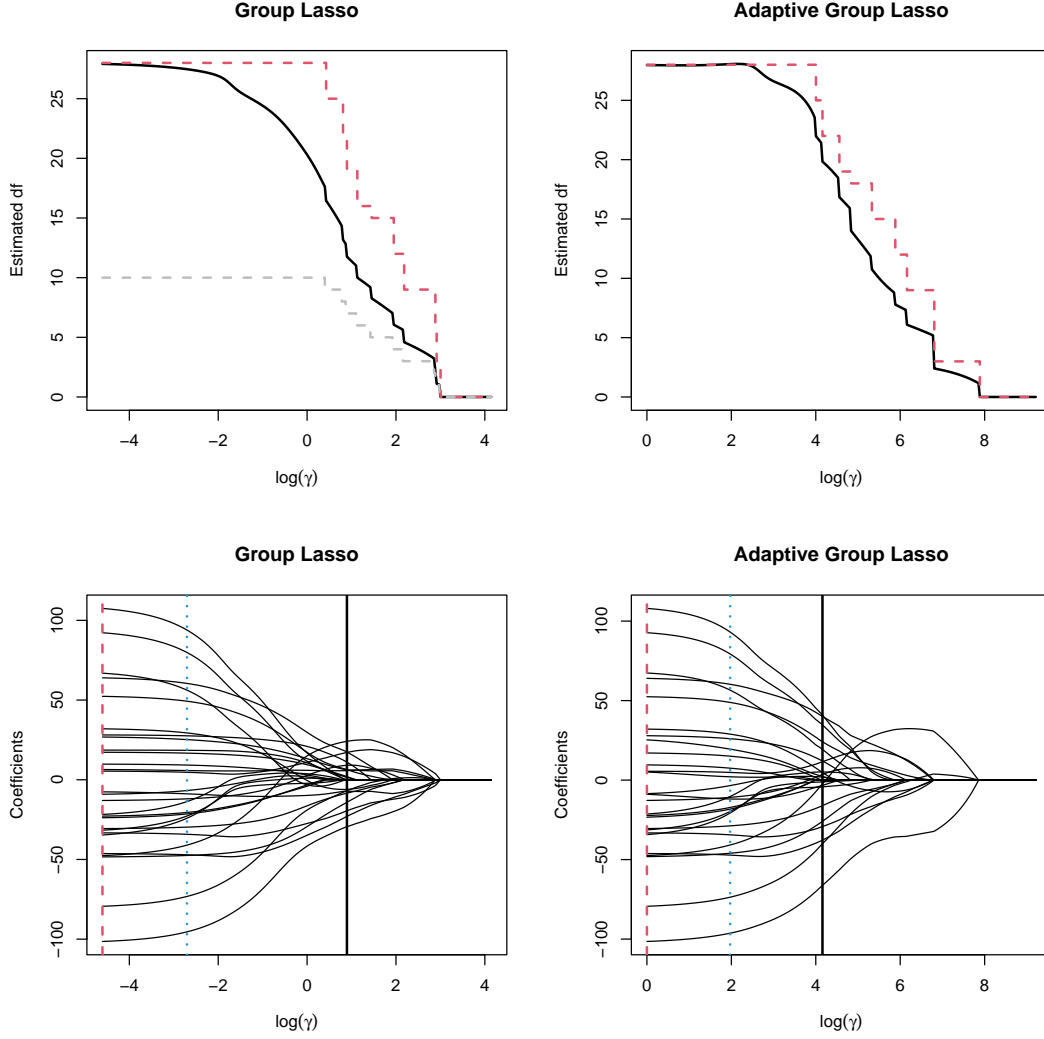 Group Lasso
Adaptive Group Lasso
Estimated df
0 5 10 15 20 25
−4 −2 0 2 4
log(γ)
Estimated df
0 5 10 15 20 25
0 2 4 6 8
log(γ)
Group Lasso
Adaptive Group Lasso
Coefficients
−100 −50 0 50 100
−4 −2 0 2 4
log(γ)
Coefficients
−100 −50 0 50 100
0 2 4 6 8
log(γ)